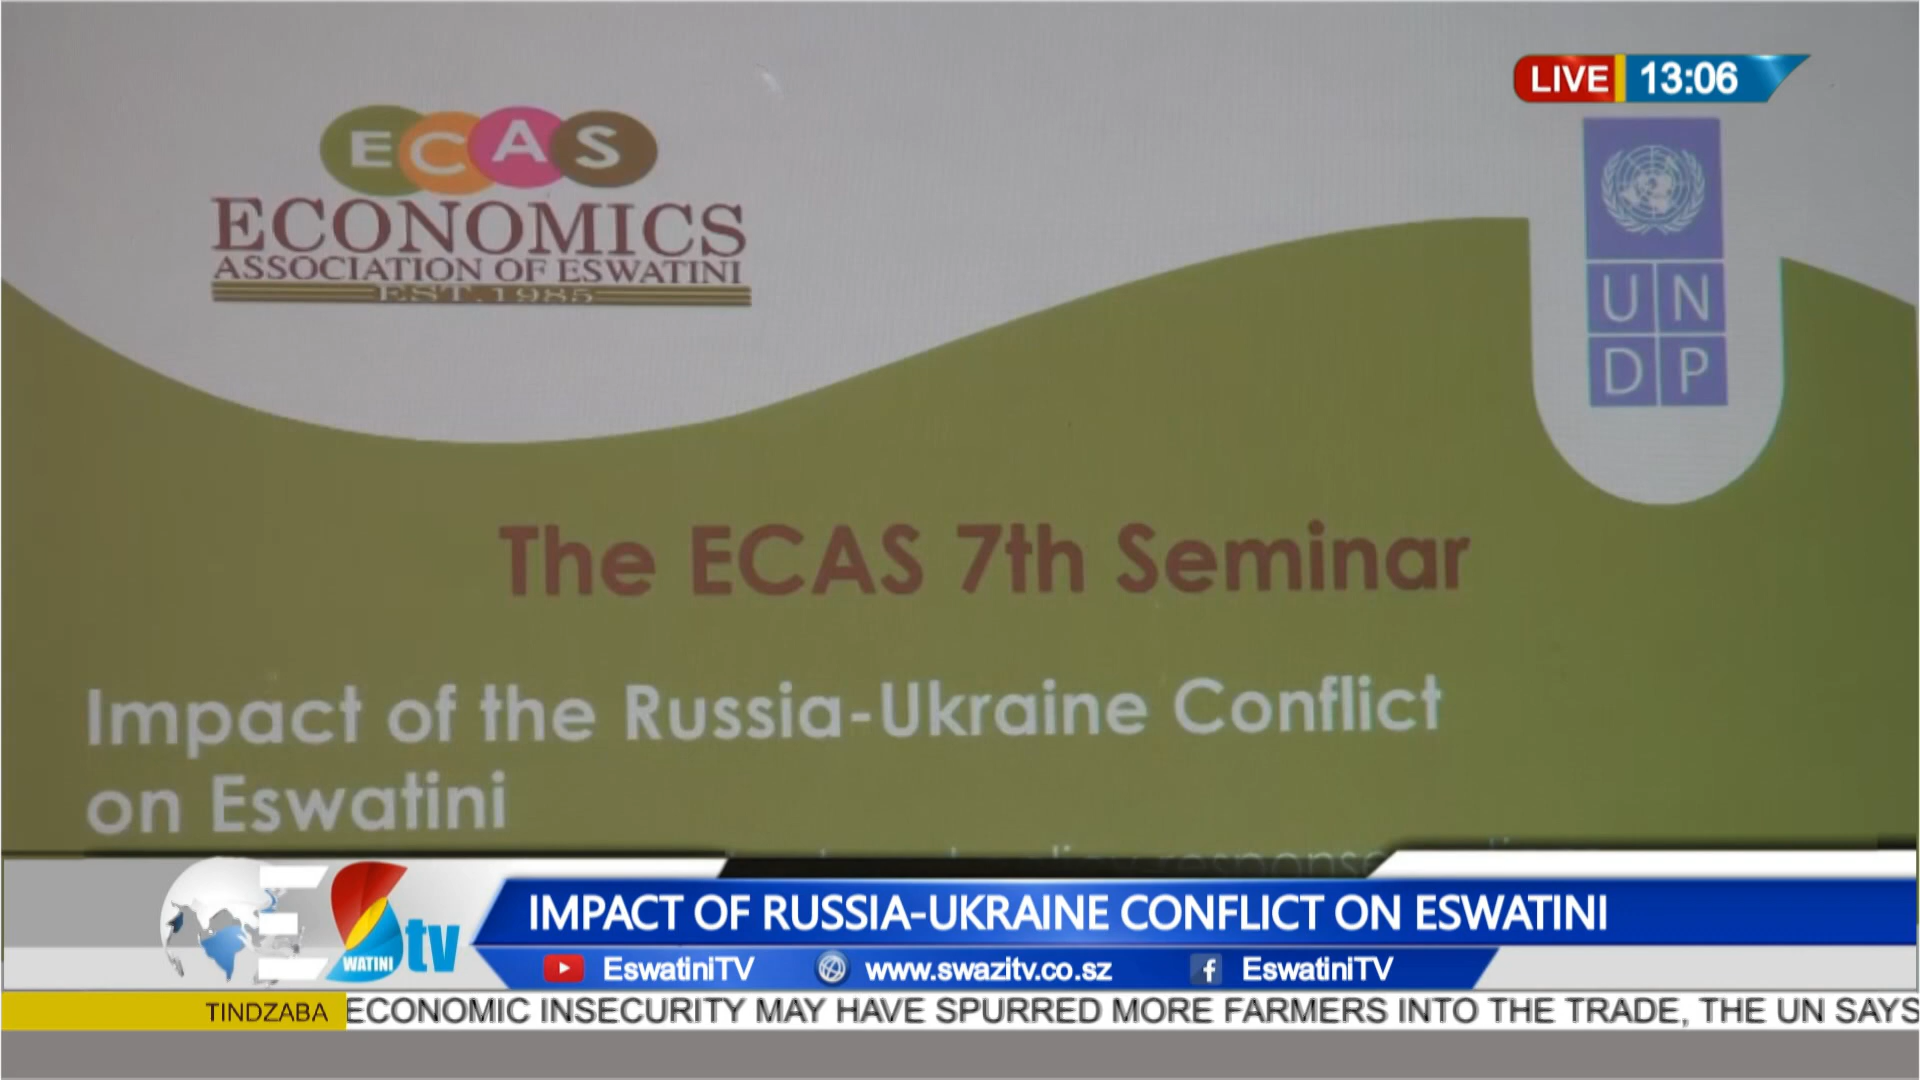 LIVE 13:06
ECAS
ECONOMICS
ASSOCIATION OF ESWATINI
EST. 1985
UN
DP
The ECAS 7th Seminar
Impact of the Russia-Ukraine Conflict
on Eswatini
response
E WATINI tv
IMPACT OF RUSSIA-UKRAINE CONFLICT ON ESWATINI
EswatiniTV www.swazitv.co.sz EswatiniTV
TINDZABA ECONOMIC INSECURITY MAY HAVE SPURRED MORE FARMERS INTO THE TRADE, THE UN SAYS